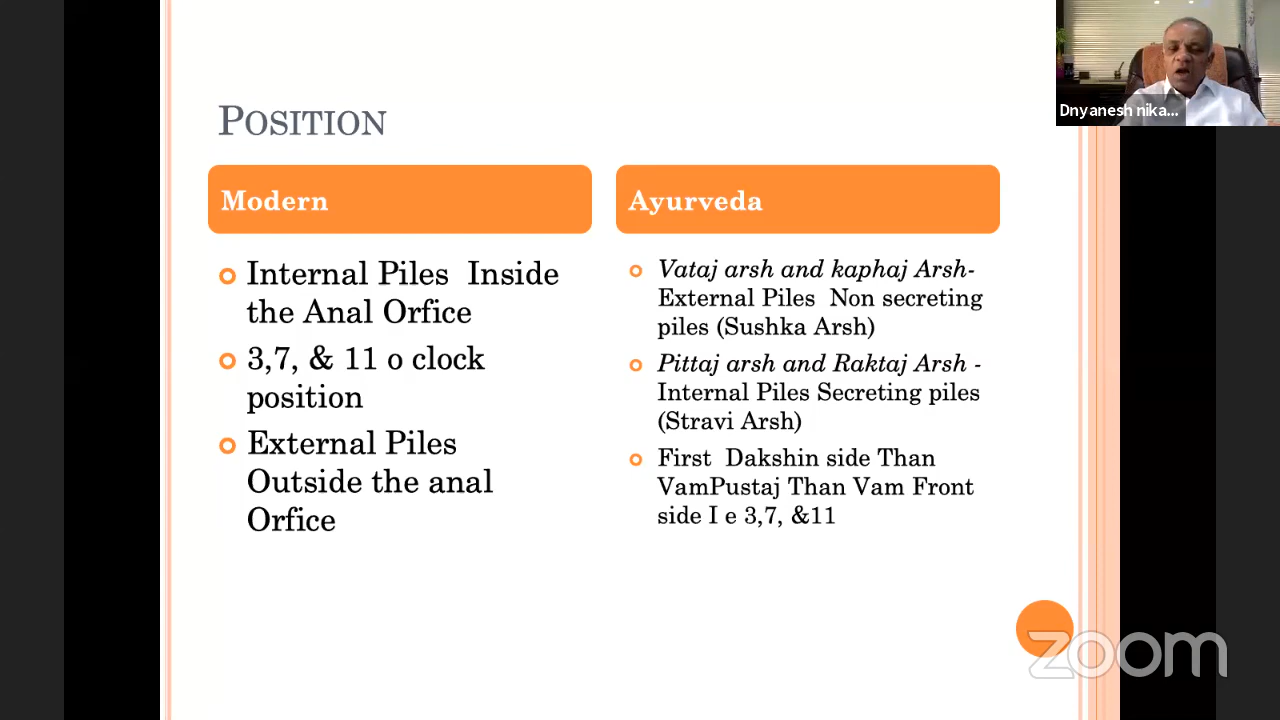 POSITION
Modern
Internal Piles Inside
the Anal Orfice
3,7, & 11 o clock
position
External Piles
Outside the anal
Orfice
Ayurveda
Vataj arsh and kaphaj Arsh-
External Piles Non secreting
piles (Sushka Arsh)
Pittaj arsh and Raktaj Arsh -
Internal Piles Secreting piles
(Stravi Arsh)
First Dakshin side Than
VamPustaj Than Vam Front
side I e 3,7, &11
Dnyanesh nika...
zoom